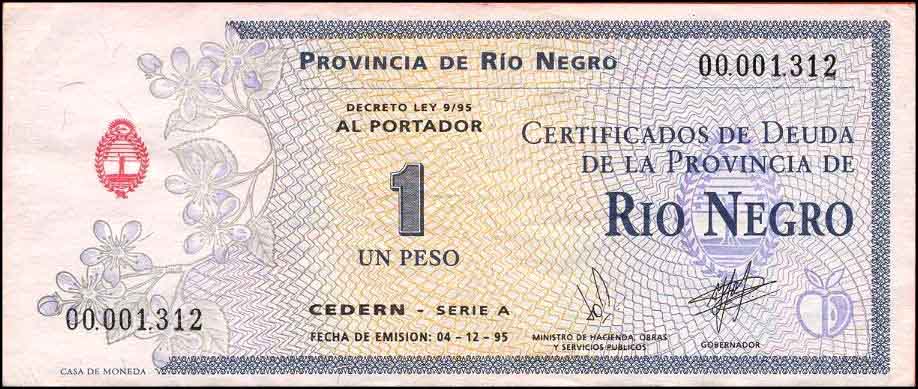 PROVINCIA DE RÍO NEGRO
00.001.312
DECRETO LEY 9/95
AL PORTADOR
CERTIFICADOS DE DEUDA
DE LA PROVINCIA DE
RIO NEGRO
1
UN PESO
CEDERN - SERIE A
FECHA DE EMISION: 04 - 12 - 95
MINISTRO DE HACIENDA, OBRAS
Y SERVICIOS PUBLICOS
GOBERNADOR
00.001.312
CASA DE MONEDA